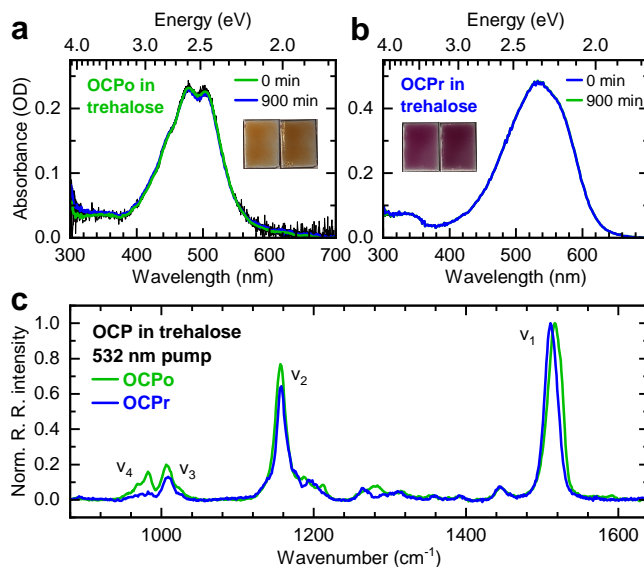 Energy (eV)
Energy (eV)
a
4.0 3.0 2.5 2.0
b
4.0 3.0 2.5 2.0
OCPo in
trehalose
0 min
900 min
OCPr in
trehalose
0 min
900 min
Absorbance (OD)
0.2
0.1
0.0
0.4
0.2
0.0
300 400 500 600 700
300 400 500 600
Wavelength (nm)
Wavelength (nm)
c
OCP in trehalose
532 nm pump
OCPo
OCPr
v1
v2
v3
v4
Norm. R. R. intensity
1.0
0.8
0.6
0.4
0.2
0.0
1000 1200 1400 1600
Wavenumber (cm-1)